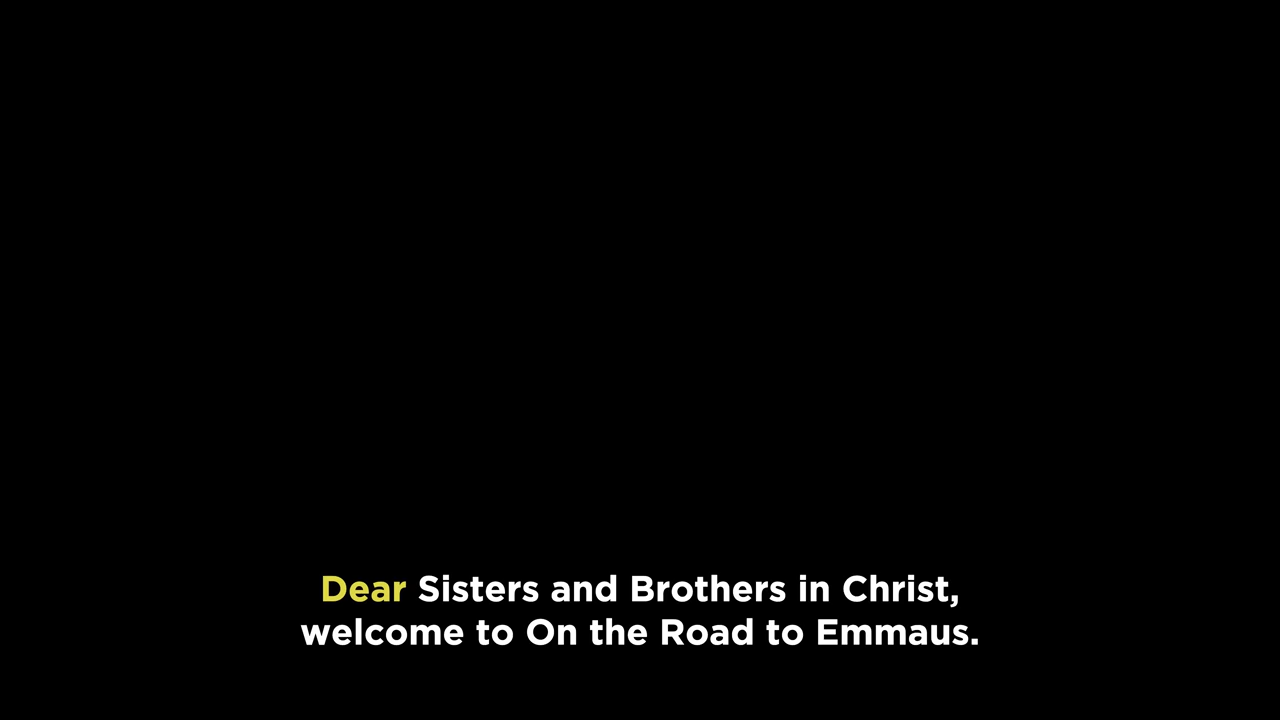 Dear Sisters and Brothers in Christ,
welcome to On the Road to Emmaus.